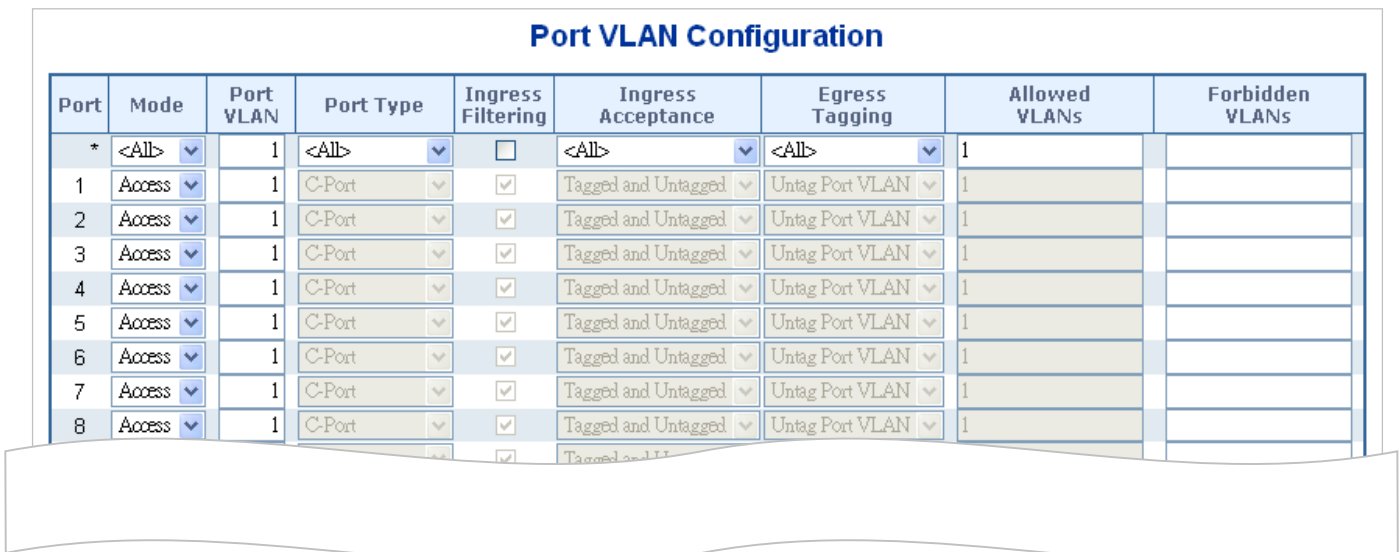 Port VLAN Configuration
Port Mode Port VLAN Port Type Ingress Filtering Ingress Acceptance Egress Tagging Allowed VLANs Forbidden VLANs
* <All> 1 <All> <All> <All> 1
1 Access 1 C-Port Tagged and Untagged Untag Port VLAN 1
2 Access 1 C-Port Tagged and Untagged Untag Port VLAN 1
3 Access 1 C-Port Tagged and Untagged Untag Port VLAN 1
4 Access 1 C-Port Tagged and Untagged Untag Port VLAN 1
5 Access 1 C-Port Tagged and Untagged Untag Port VLAN 1
6 Access 1 C-Port Tagged and Untagged Untag Port VLAN 1
7 Access 1 C-Port Tagged and Untagged Untag Port VLAN 1
8 Access 1 C-Port Tagged and Untagged Untag Port VLAN 1